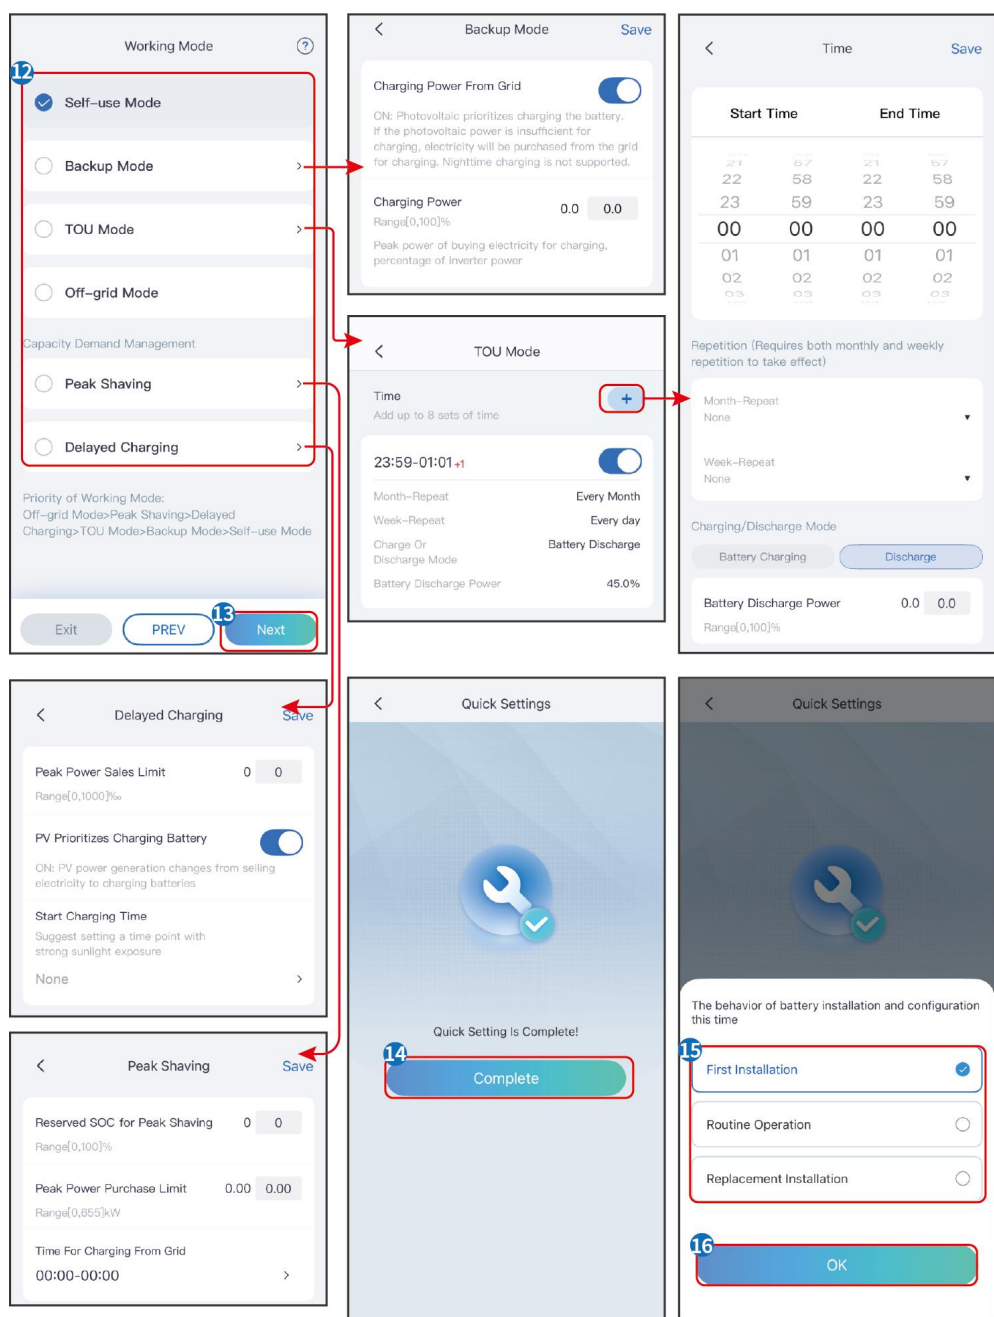 Working Mode
?
12
Self-use Mode
Backup Mode
TOU Mode
Off-grid Mode
Capacity Demand Management
Peak Shaving
Delayed Charging
Priority of Working Mode:
Off-grid Mode>Peak Shaving>Delayed
Charging>TOU Mode>Backup Mode>Self-use Mode
13
Exit
PREV
Next
Backup Mode
Save
Charging Power From Grid
ON: Photovoltaic prioritizes charging the battery.
If the photovoltaic power is insufficient for
charging, electricity will be purchased from the grid
for charging. Nighttime charging is not supported.
Charging Power
0.0 0.0
Range[0,100]%
Peak power of buying electricity for charging,
percentage of inverter power
TOU Mode
Time
+
Add up to 8 sets of time
23:59-01:01+1
Month-Repeat Every Month
Week-Repeat Every day
Charge Or
Discharge Mode
Battery Discharge
Battery Discharge Power 45.0%
Time
Save
Start Time End Time
21 57 21 57
22 58 22 58
23 59 23 59
00 00 00 00
01 01 01 01
02 02 02 02
03 03 03 03
Repetition (Requires both monthly and weekly
repetition to take effect)
Month-Repeat
None
Week-Repeat
None
Charging/Discharge Mode
Battery Charging Discharge
Battery Discharge Power 0.0 0.0
Range[0,100]%
Delayed Charging
Save
Peak Power Sales Limit 0 0
Range[0,1000]‰
PV Prioritizes Charging Battery
ON: PV power generation changes from selling
electricity to charging batteries
Start Charging Time
Suggest setting a time point with
strong sunlight exposure
None
Peak Shaving
Save
Reserved SOC for Peak Shaving 0 0
Range[0,100]%
Peak Power Purchase Limit 0.00 0.00
Range[0,655]kW
Time For Charging From Grid
00:00-00:00
Quick Settings
Quick Setting Is Complete!
14
Complete
Quick Settings
The behavior of battery installation and configuration
this time
15
First Installation
Routine Operation
Replacement Installation
16
OK